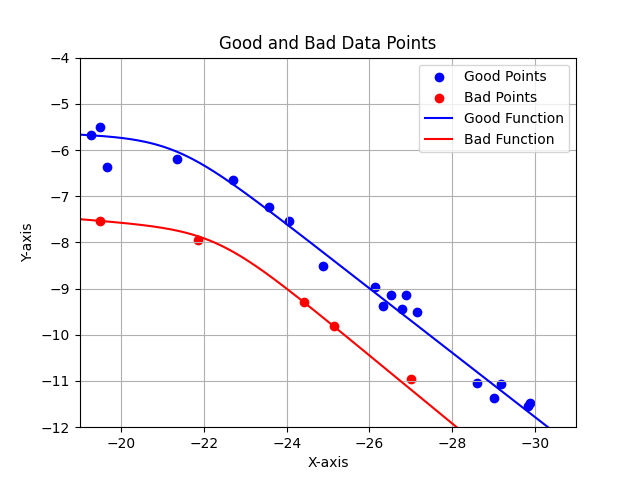 Good and Bad Data Points
Good Points
Bad Points
Good Function
Bad Function
Y-axis
−4
−5
−6
−7
−8
−9
−10
−11
−12
−20
−22
−24
−26
−28
−30
X-axis